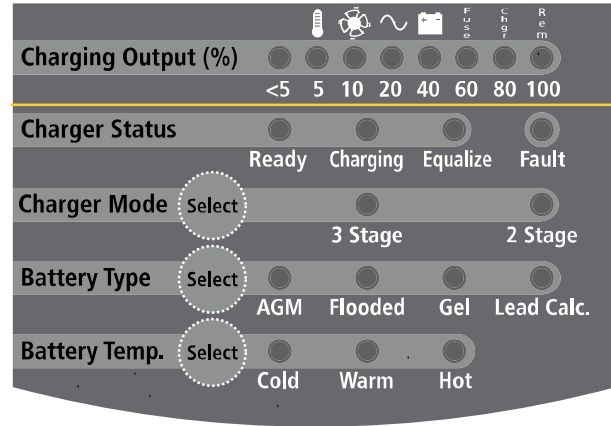 Fuse Chgr Rem
Charging Output (%)
<5 5 10 20 40 60 80 100
Charger Status
Ready Charging Equalize Fault
Charger Mode Select
3 Stage 2 Stage
Battery Type Select
AGM Flooded Gel Lead Calc.
Battery Temp. Select
Cold Warm Hot